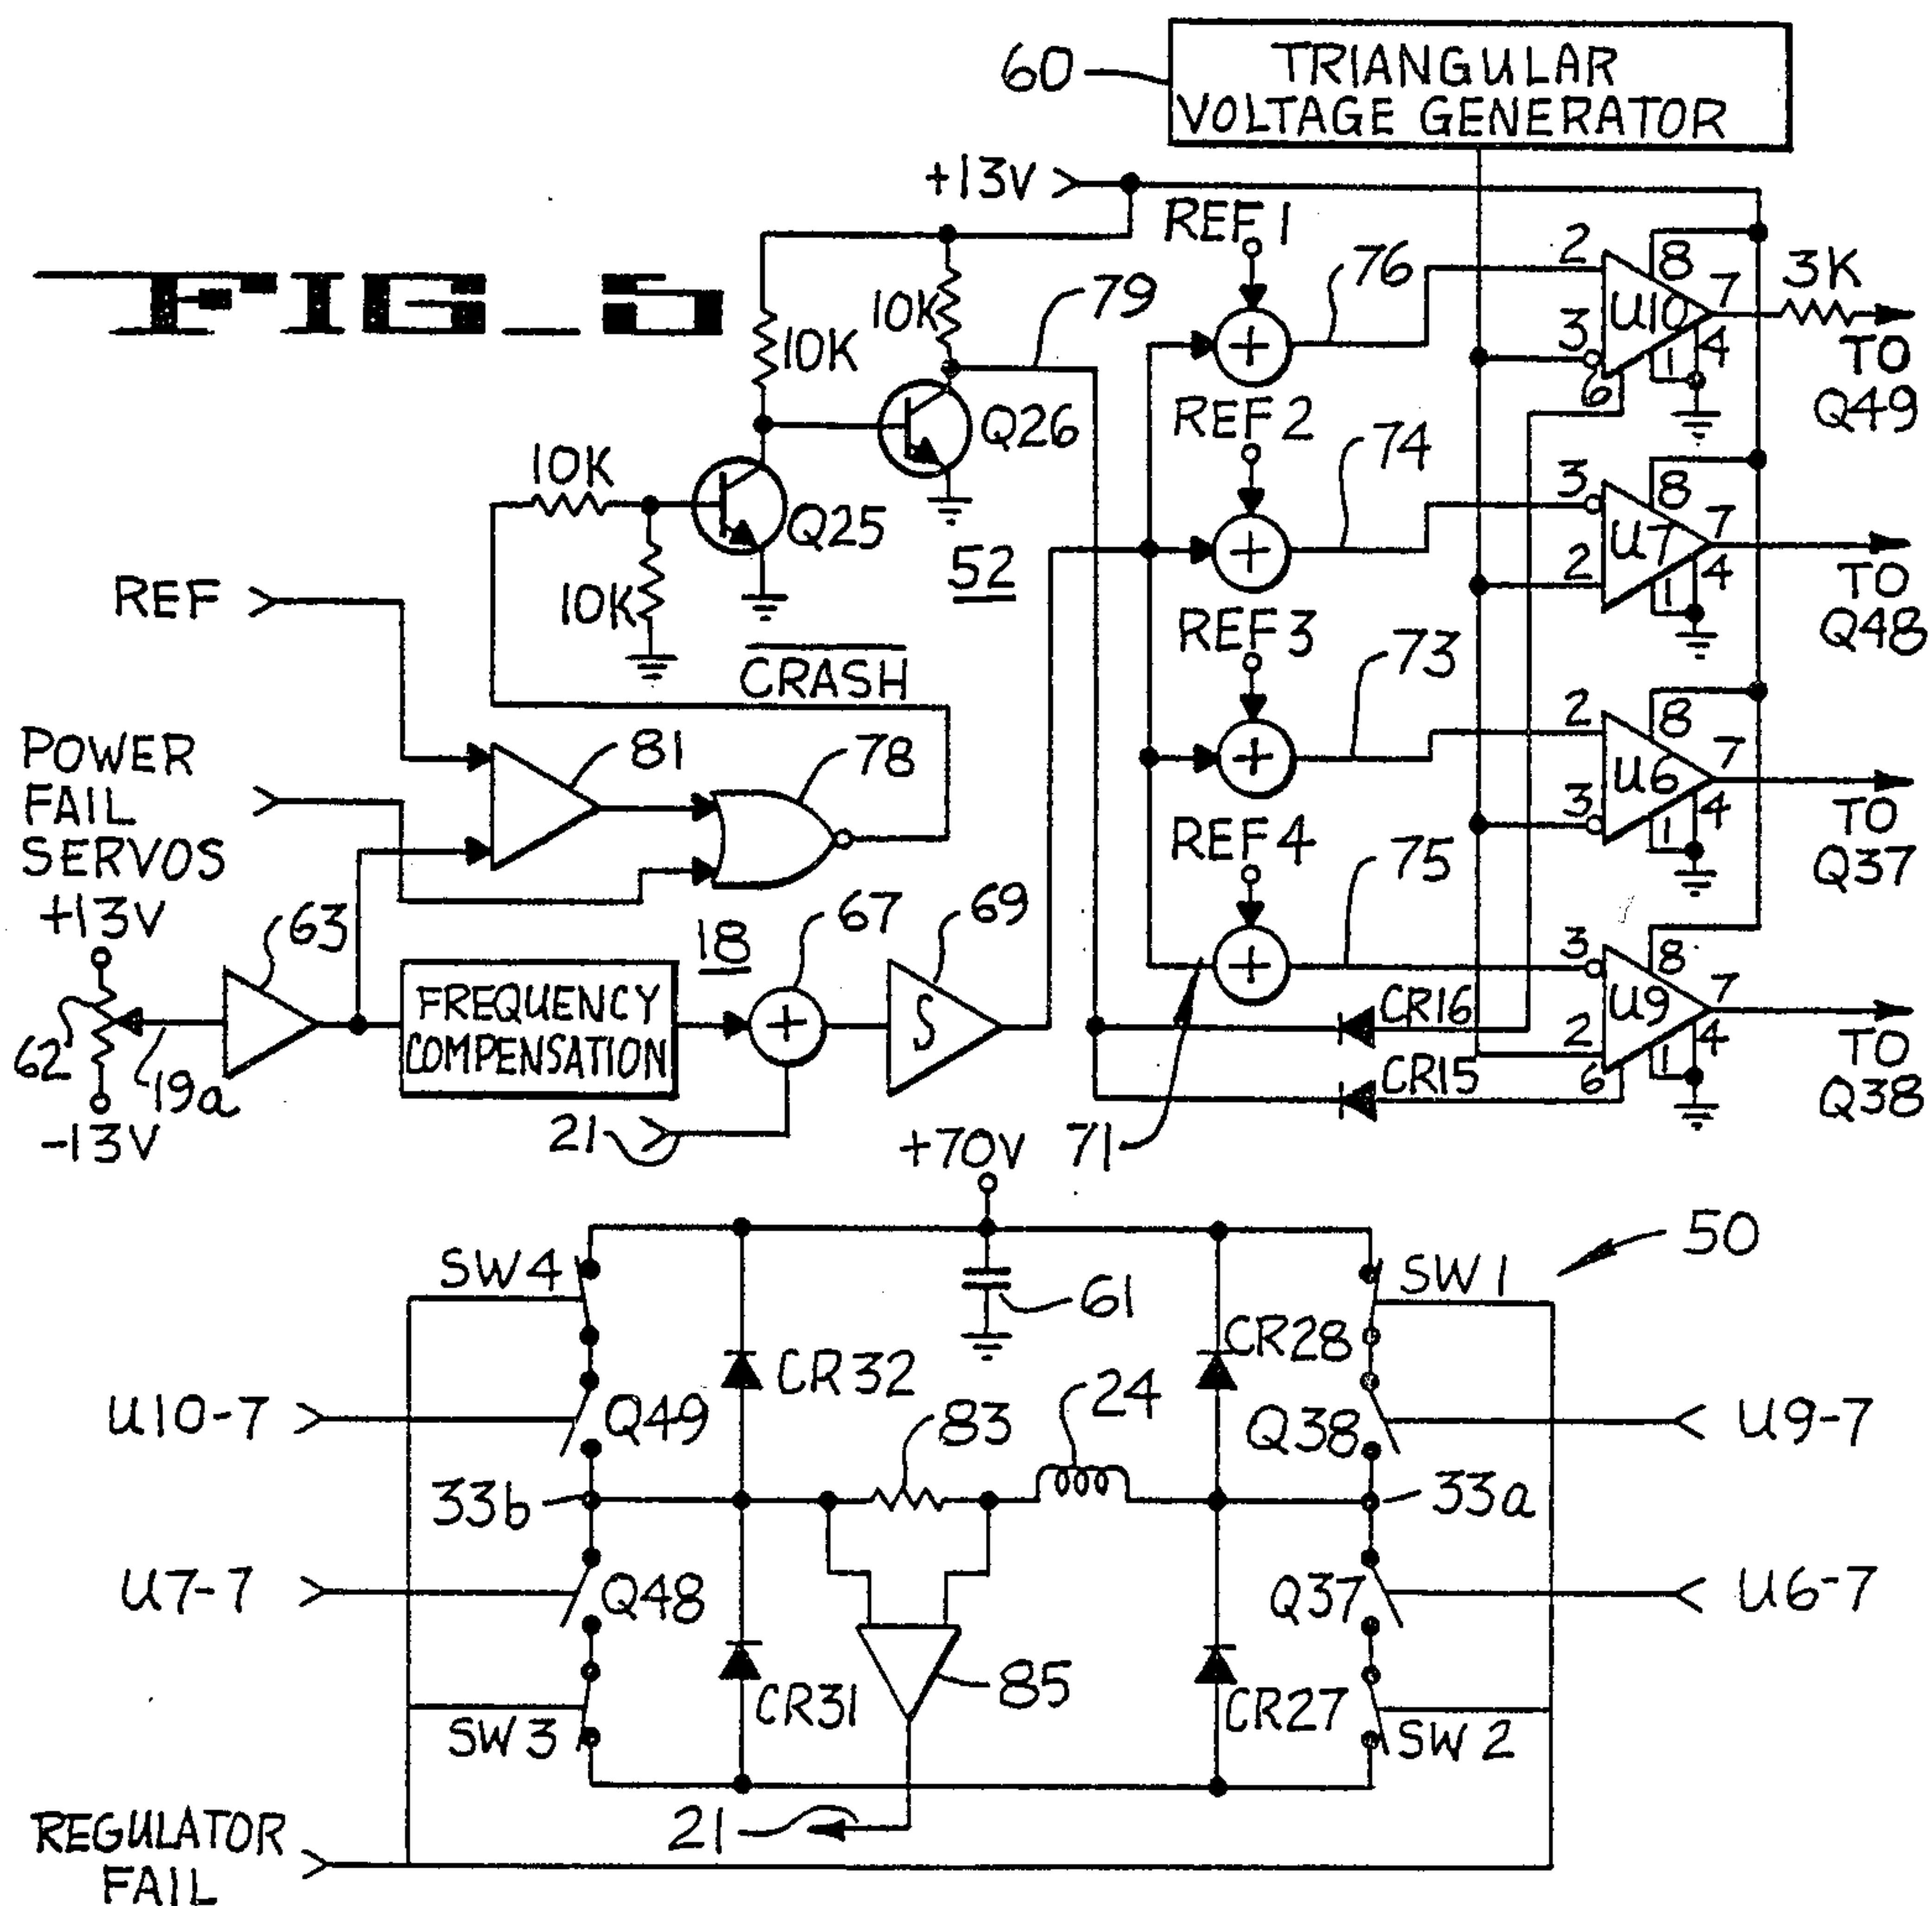 60
TRIANGULAR
VOLTAGE GENERATOR
+13V
FIG_5
REF 1
76
2
8
U10
7
3K
3
6
1
4
TO
Q49
10K
10K
79
Q26
REF 2
74
3
8
U7
7
2
1
4
TO
Q48
10K
Q25
10K
52
REF
CRASH
REF 3
73
2
8
U6
7
3
1
4
TO
Q37
POWER
FAIL
SERVOS
81
78
REF 4
75
3
8
U9
7
2
6
1
4
TO
Q38
+13V
62
-13V
19a
63
FREQUENCY
COMPENSATION
18
67
69
∫
21
71
CR16
CR15
+70V
50
SW4
SW1
61
CR32
CR28
U10-7
Q49
83
24
Q38
U9-7
33b
33a
U7-7
Q48
Q37
U6-7
CR31
85
CR27
SW3
SW2
21
REGULATOR
FAIL